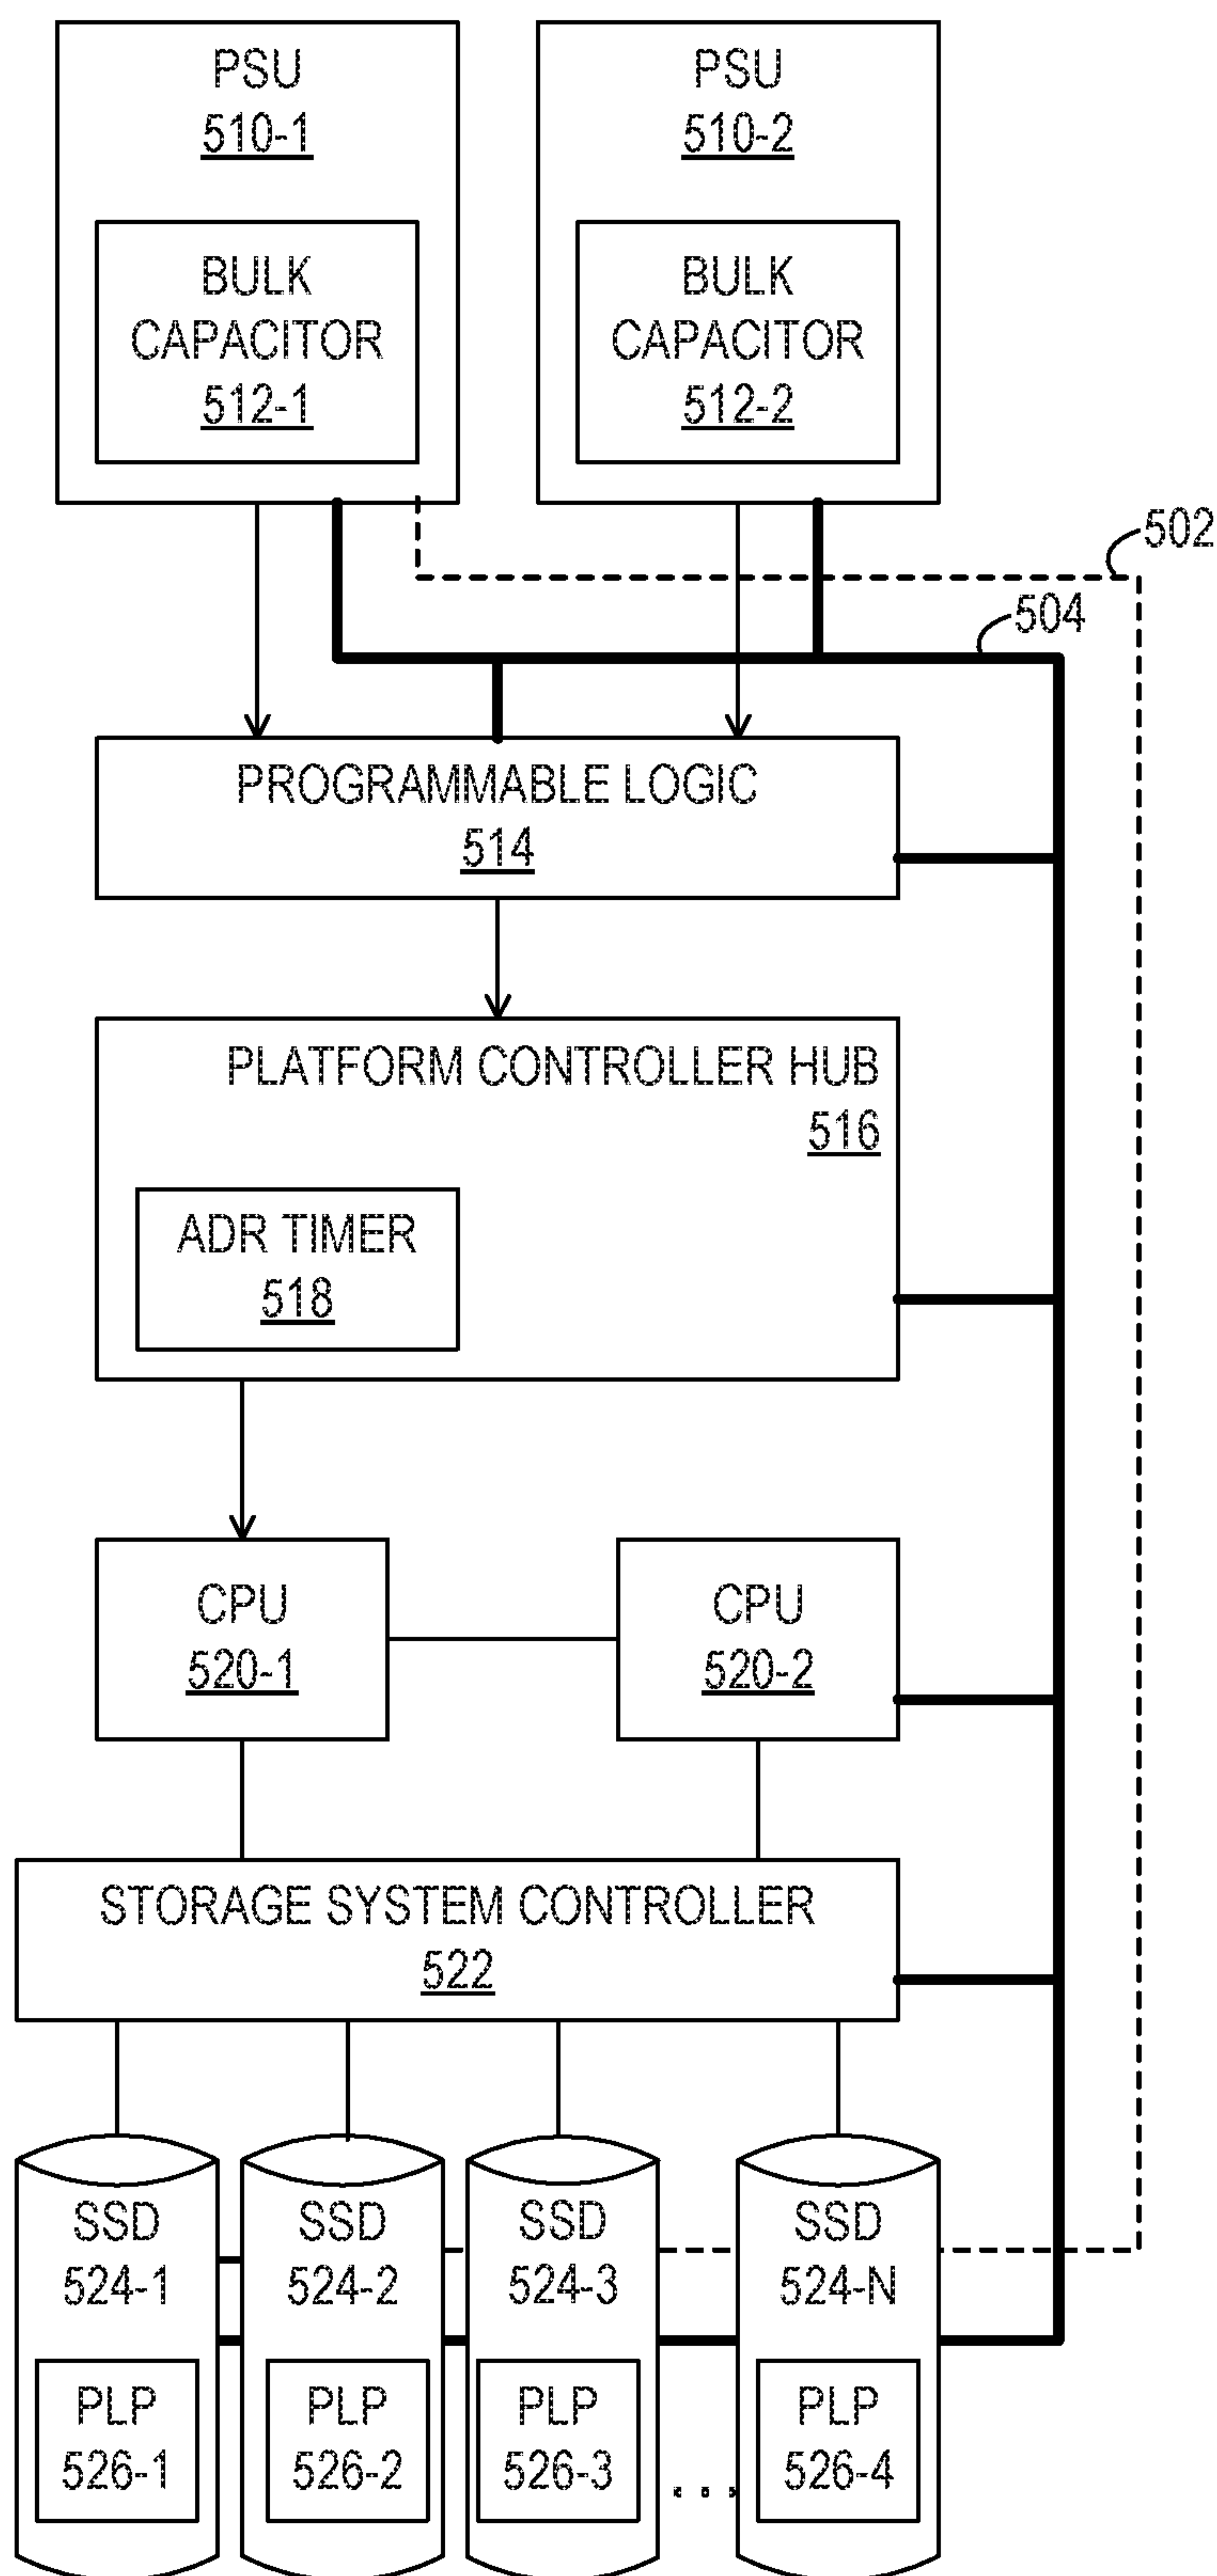 PSU
510-1
PSU
510-2
BULK
CAPACITOR
512-1
BULK
CAPACITOR
512-2
502
504
PROGRAMMABLE LOGIC
514
PLATFORM CONTROLLER HUB
516
ADR TIMER
518
CPU
520-1
CPU
520-2
STORAGE SYSTEM CONTROLLER
522
SSD
524-1
SSD
524-2
SSD
524-3
SSD
524-N
PLP
526-1
PLP
526-2
PLP
526-3
...
PLP
526-4